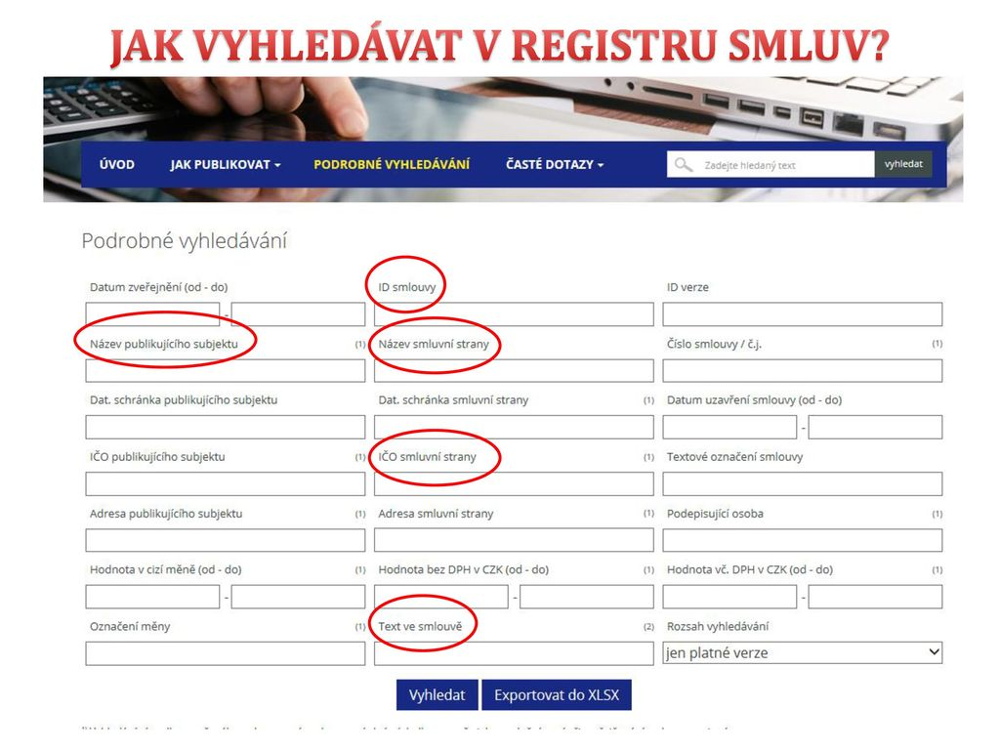 JAK VYHLEDÁVAT V REGISTRU SMLUV?
ÚVOD JAK PUBLIKOVAT PODROBNÉ VYHLEDÁVÁNÍ ČASTÉ DOTAZY Zadejte hledaný text vyhledat
Podrobné vyhledávání
Datum zveřejnění (od - do) ID smlouvy ID verze
-
Název publikujícího subjektu (1) Název smluvní strany Číslo smlouvy / č.j. (1)
Dat. schránka publikujícího subjektu Dat. schránka smluvní strany (1) Datum uzavření smlouvy (od - do)
-
IČO publikujícího subjektu (1) IČO smluvní strany (1) Textové označení smlouvy
Adresa publikujícího subjektu (1) Adresa smluvní strany (1) Podepisující osoba (1)
Hodnota v cizí měně (od - do) (1) Hodnota bez DPH v CZK (od - do) (1) Hodnota vč. DPH v CZK (od - do) (1)
- - -
Označení měny (1) Text ve smlouvě (2) Rozsah vyhledávání
jen platné verze
Vyhledat Exportovat do XLSX